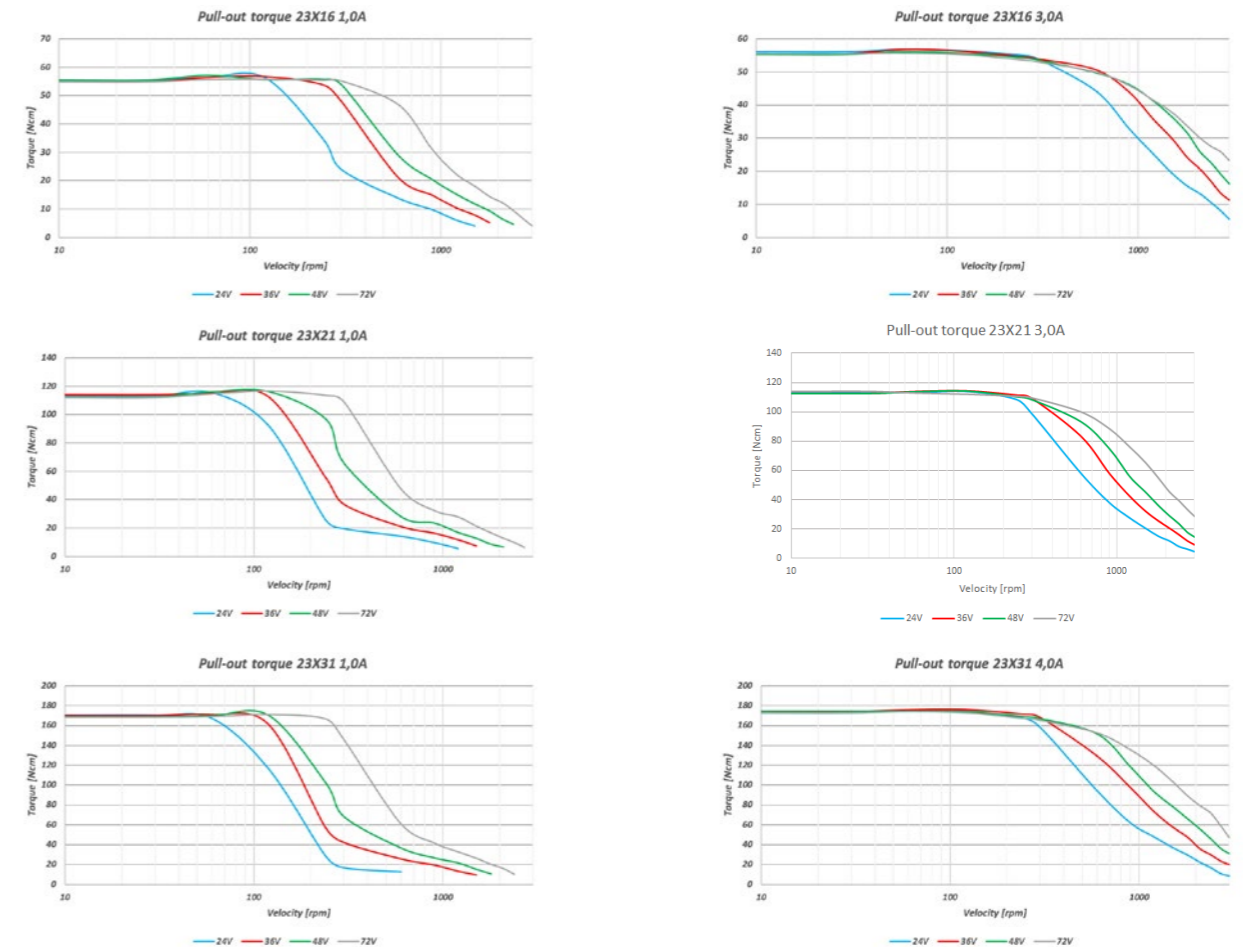 Pull-out torque 23X16 1,0A
Torque [Ncm]
70
60
50
40
30
20
10
0
10 100 1000
Velocity [rpm]
24V 36V 48V 72V
Pull-out torque 23X16 3,0A
Torque [Ncm]
60
50
40
30
20
10
0
10 100 1000
Velocity [rpm]
24V 36V 48V 72V
Pull-out torque 23X21 1,0A
Torque [Ncm]
140
120
100
80
60
40
20
0
10 100 1000
Velocity [rpm]
24V 36V 48V 72V
Pull-out torque 23X21 3,0A
Torque [Ncm]
140
120
100
80
60
40
20
0
10 100 1000
Velocity [rpm]
24V 36V 48V 72V
Pull-out torque 23X31 1,0A
Torque [Ncm]
200
180
160
140
120
100
80
60
40
20
0
10 100 1000
Velocity [rpm]
24V 36V 48V 72V
Pull-out torque 23X31 4,0A
Torque [Ncm]
200
180
160
140
120
100
80
60
40
20
0
10 100 1000
Velocity [rpm]
24V 36V 48V 72V